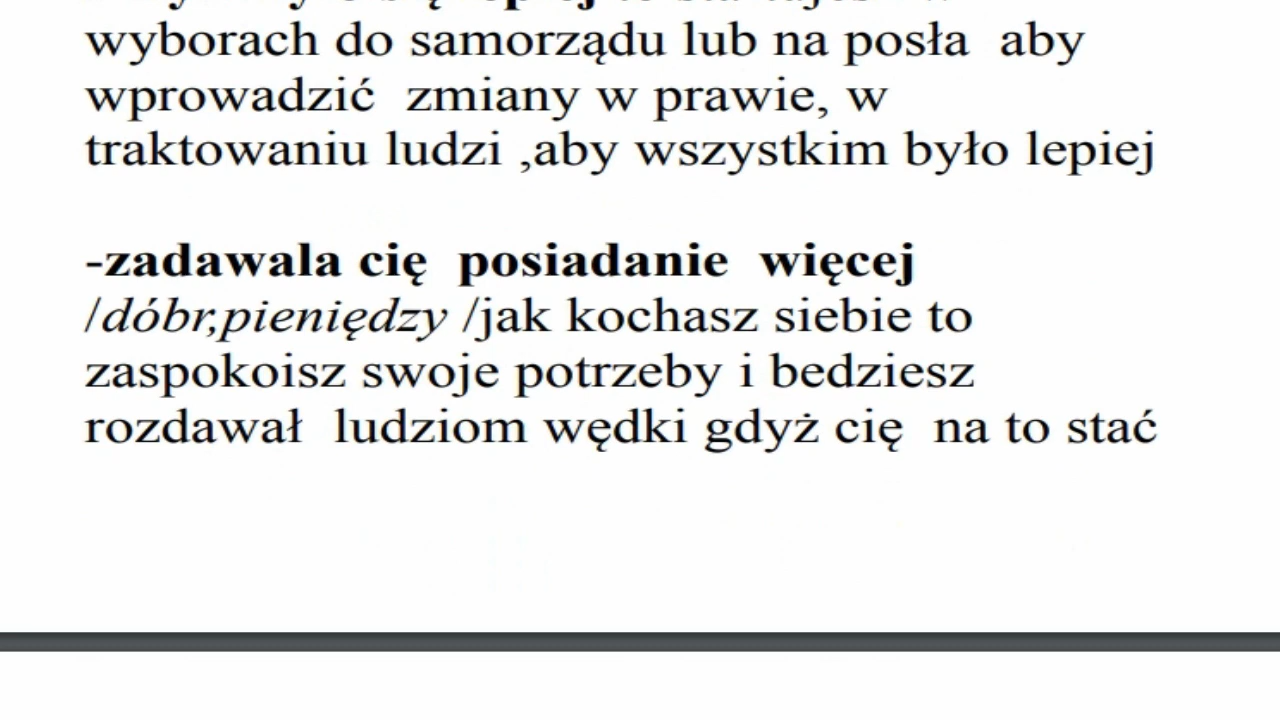 wyborach do samorządu lub na posła  aby
wprowadzić  zmiany w prawie, w
traktowaniu ludzi ,aby wszystkim było lepiej
-zadawala cię  posiadanie  więcej
/dóbr,pieniędzy /jak kochasz siebie to
zaspokoisz swoje potrzeby i bedziesz
rozdawał  ludziom wędki gdyż cię  na to stać